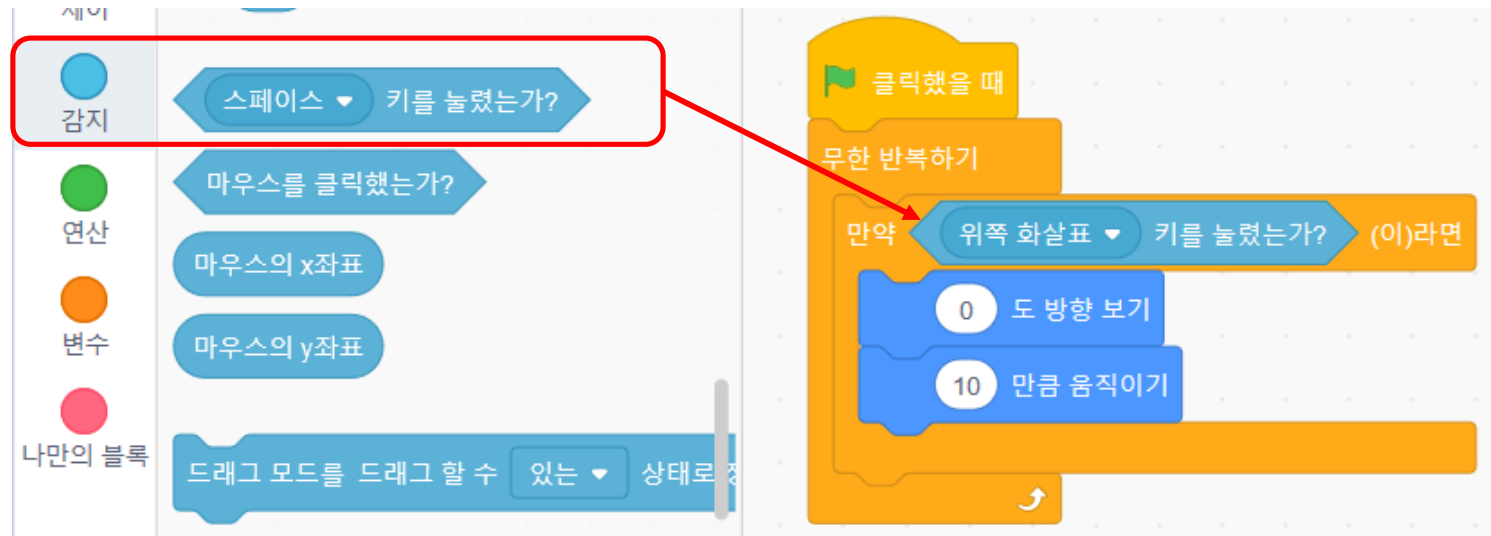 제어
감지
연산
변수
나만의 블록
스페이스 키를 눌렀는가?
마우스를 클릭했는가?
마우스의 x좌표
마우스의 y좌표
드래그 모드를 드래그 할 수 있는 상태로
클릭했을 때
무한 반복하기
만약 위쪽 화살표 키를 눌렀는가? (이)라면
0 도 방향 보기
10 만큼 움직이기